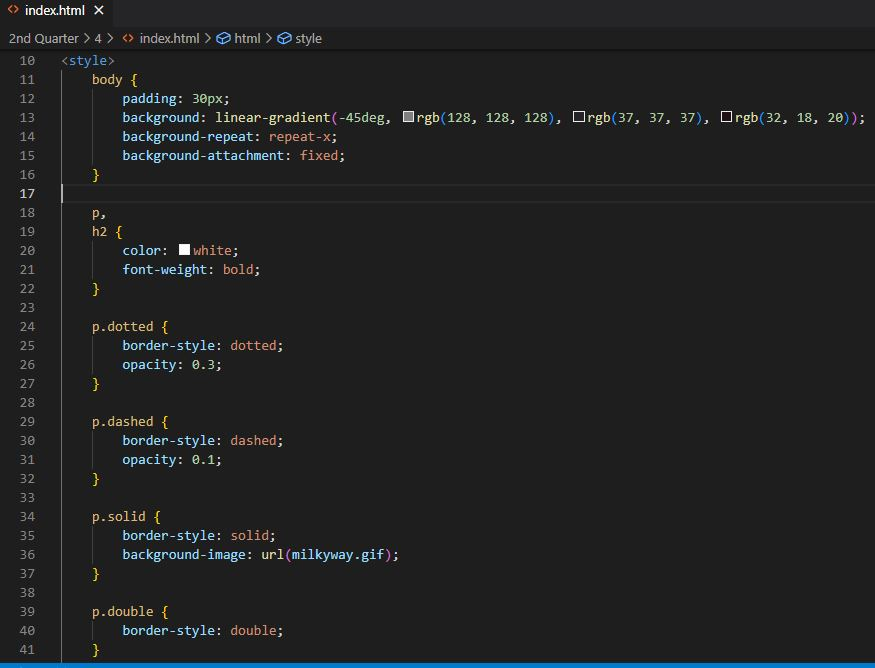 index.html
2nd Quarter > 4 > index.html > html > style
10 <style>
11 body {
12 padding: 30px;
13 background: linear-gradient(-45deg, rgb(128, 128, 128), rgb(37, 37, 37), rgb(32, 18, 20));
14 background-repeat: repeat-x;
15 background-attachment: fixed;
16 }
17
18 p,
19 h2 {
20 color: white;
21 font-weight: bold;
22 }
23
24 p.dotted {
25 border-style: dotted;
26 opacity: 0.3;
27 }
28
29 p.dashed {
30 border-style: dashed;
31 opacity: 0.1;
32 }
33
34 p.solid {
35 border-style: solid;
36 background-image: url(milkyway.gif);
37 }
38
39 p.double {
40 border-style: double;
41 }